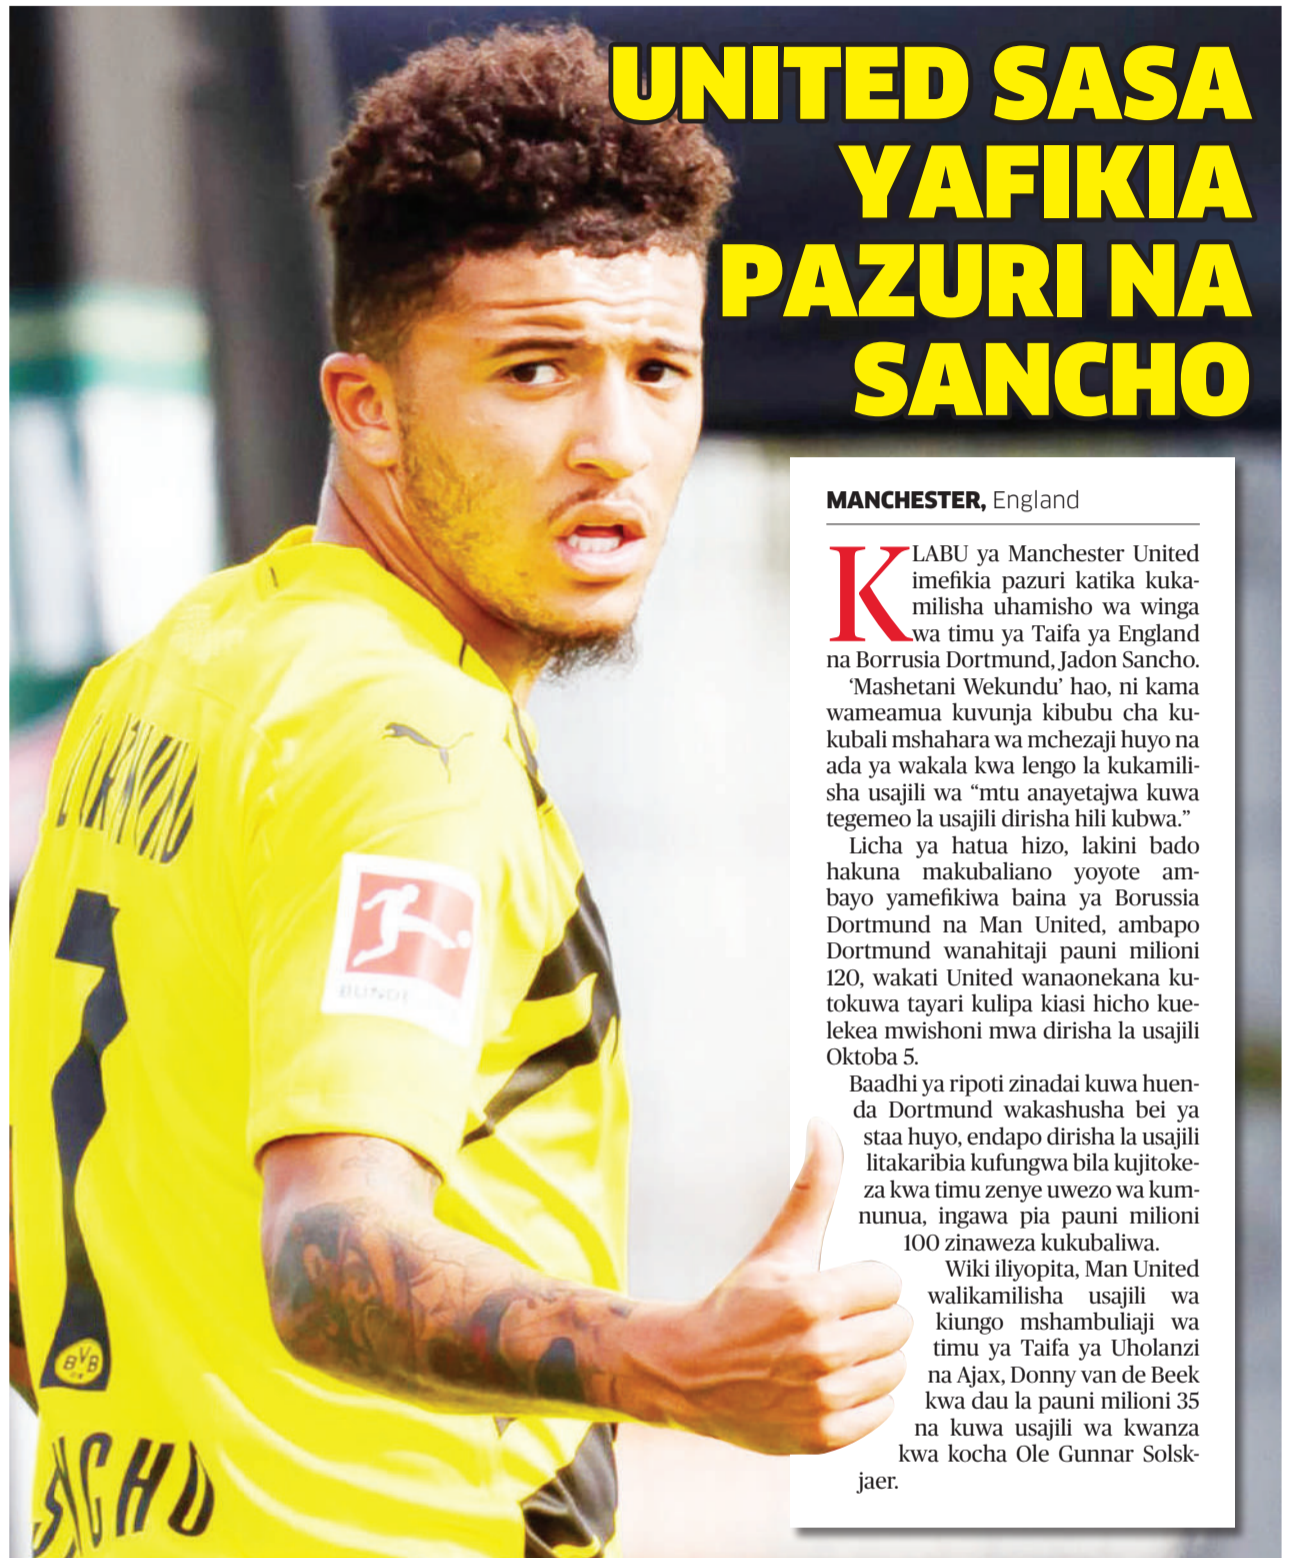 UNITED SASA
YAFIKIA
PAZURI NA
SANCHO
MANCHESTER, England
KLABU ya Manchester United
imefikia pazuri katika kuka-
milisha uhamisho wa winga
wa timu ya Taifa ya England
na Borrusia Dortmund, Jadon Sancho.
‘Mashetani Wekundu’ hao, ni kama
wameamua kuvunja kibubu cha ku-
kubali mshahara wa mchezaji huyo na
ada ya wakala kwa lengo la kukamili-
sha usajili wa “mtu anayetajwa kuwa
tegemeo la usajili dirisha hili kubwa.”
Licha ya hatua hizo, lakini bado
hakuna makubaliano yoyote am-
bayo yamefikiwa baina ya Borussia
Dortmund na Man United, ambapo
Dortmund wanahitaji pauni milioni
120, wakati United wanaonekana ku-
tokuwa tayari kulipa kiasi hicho kue-
lekea mwishoni mwa dirisha la usajili
Oktoba 5.
Baadhi ya ripoti zinadai kuwa huen-
da Dortmund wakashusha bei ya
staa huyo, endapo dirisha la usajili
litakaribia kufungwa bila kujitoke-
za kwa timu zenye uwezo wa kum-
nunua, ingawa pia pauni milioni
100 zinaweza kukubaliwa.
Wiki iliyopita, Man United
walikamilisha usajili wa
kiungo mshambuliaji wa
timu ya Taifa ya Uholanzi
na Ajax, Donny van de Beek
kwa dau la pauni milioni 35
na kuwa usajili wa kwanza
kwa kocha Ole Gunnar Solsk-
jaer.
7
BVB